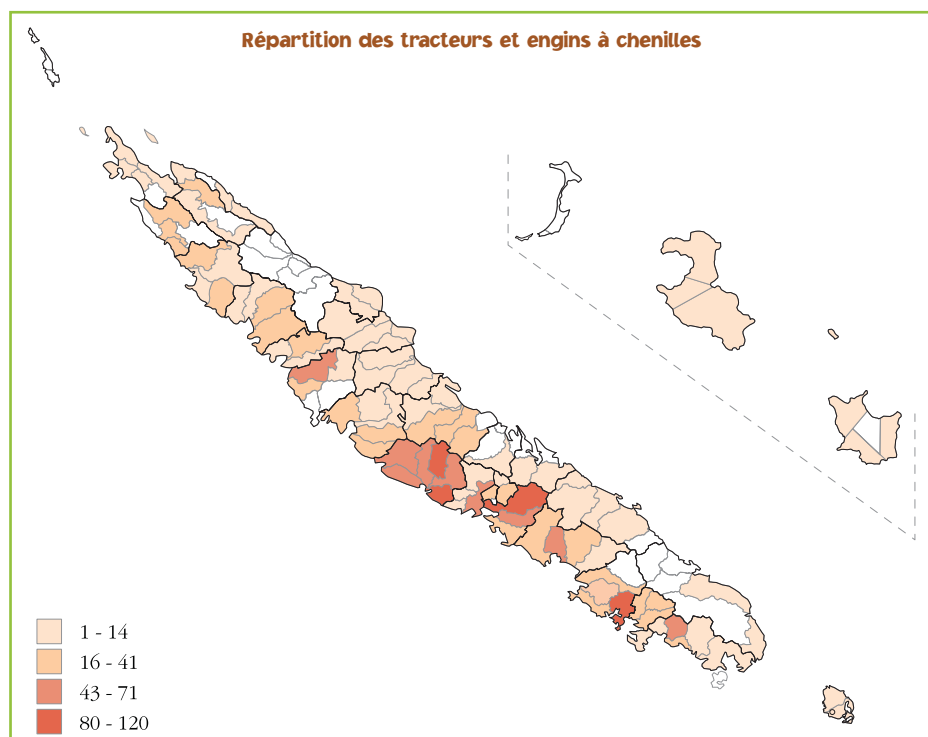 Répartition des tracteurs et engins à chenilles
1 - 14
16 - 41
43 - 71
80 - 120